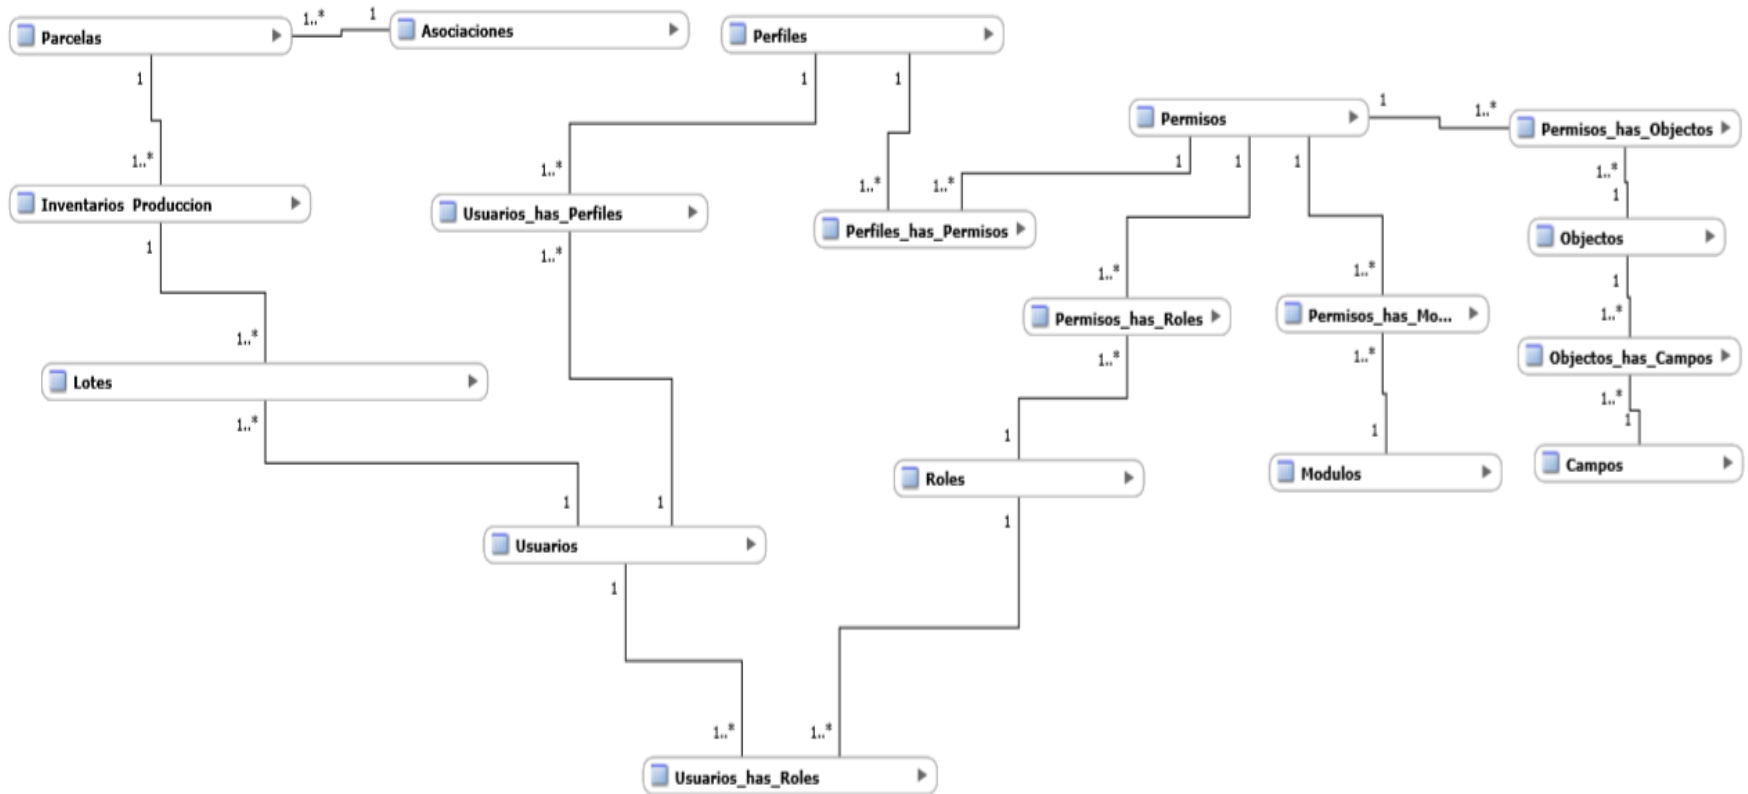 Parcelas
1..*
1
Asociaciones
Perfiles
1
1
1
Permisos
1
1..*
Permisos_has_Objectos
1..*
1..*
1..*
1..*
1
1
1
1..*
1
Inventarios Produccion
Usuarios_has_Perfiles
Perfiles_has_Permisos
Objectos
1
1..*
1..*
1..*
1
1..*
Permisos_has_Roles
Permisos_has_Mo...
1..*
1..*
1..*
Objectos_has_Campos
Lotes
1..*
1..*
1
1
1
Roles
Modulos
Campos
1
1
1
Usuarios
1
1..*
1..*
Usuarios_has_Roles